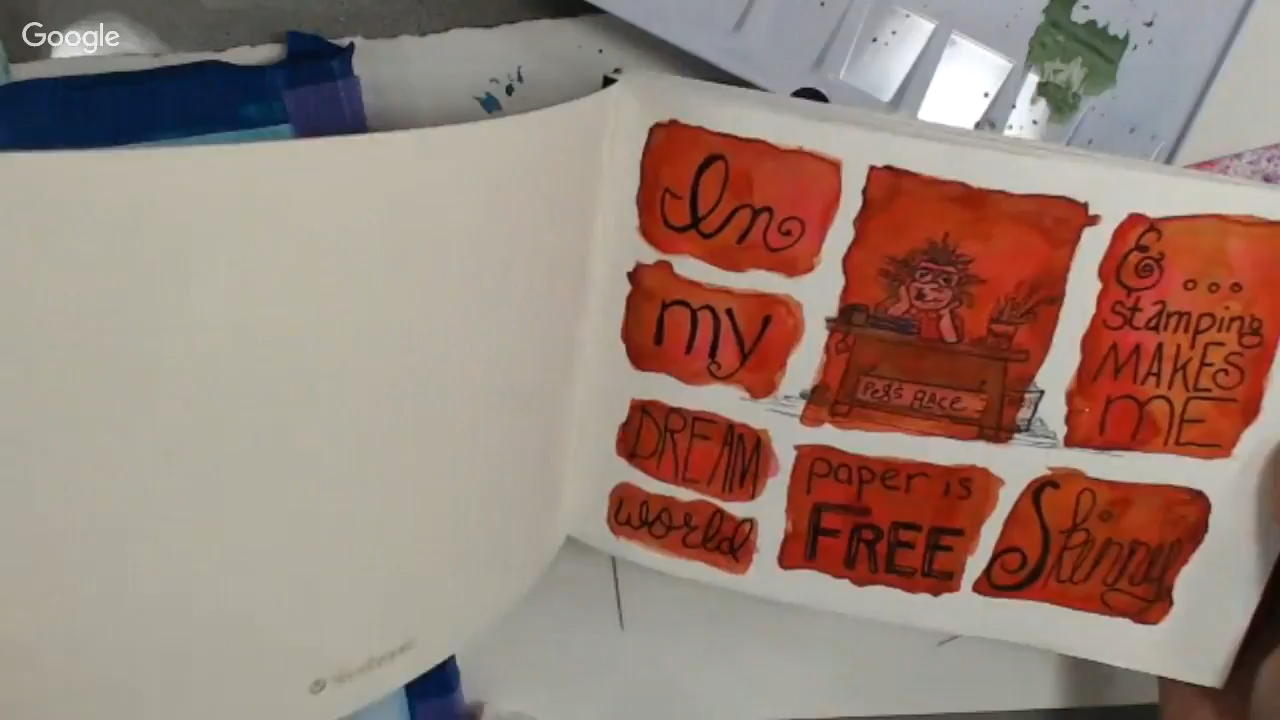 Google
In
my
DREAM
world
PEG'S PLACE
paper is
FREE
& ...
stamping
MAKES
ME
Skinny